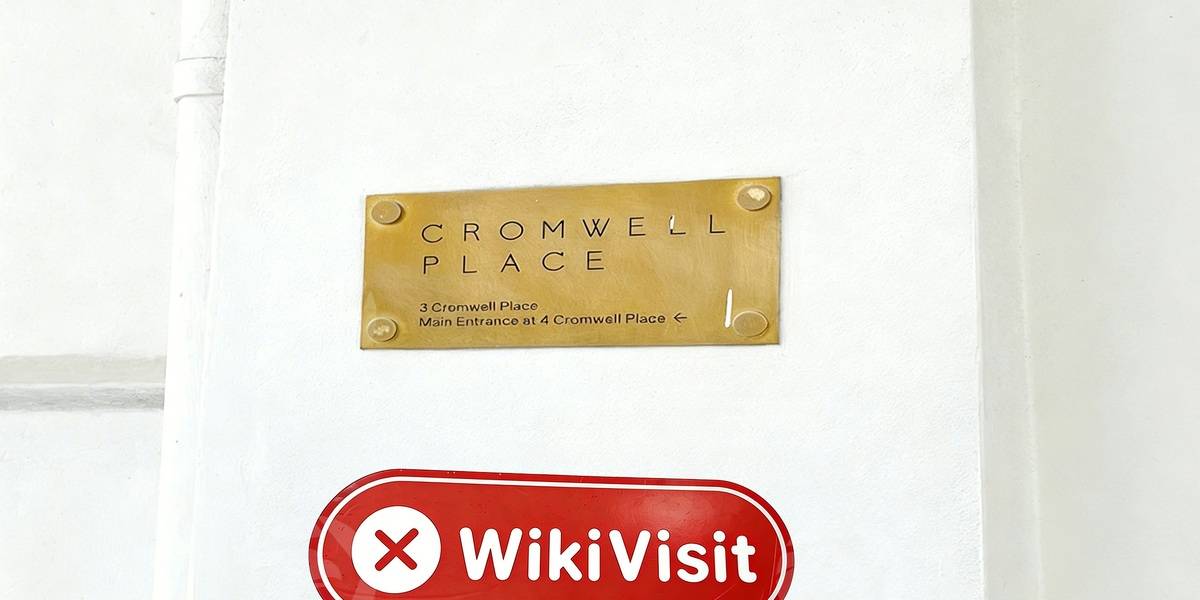 CROMWELL
PLACE
3 Cromwell Place
Main Entrance at 4 Cromwell Place ←
WikiVisit